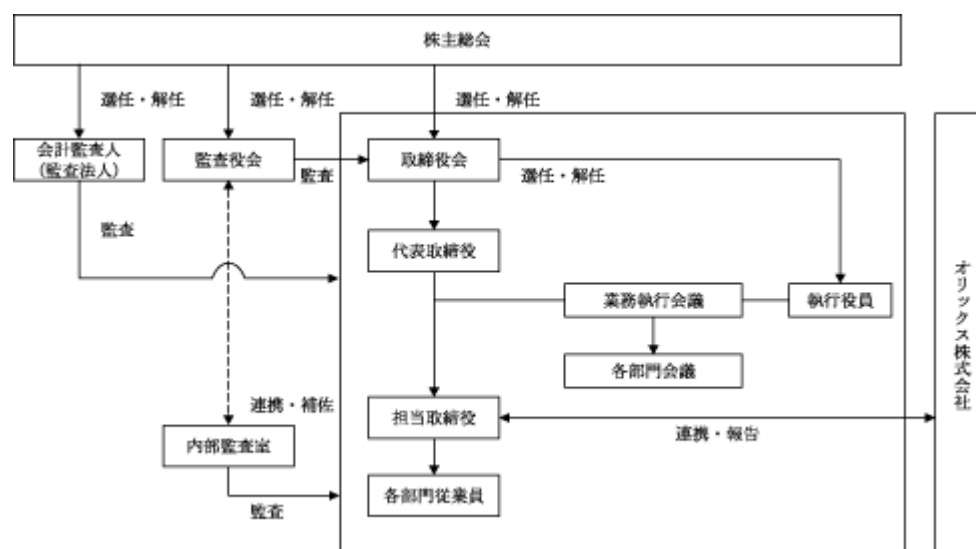 株主総会
選任・解任
選任・解任
選任・解任
会計監査人
(監査法人)
監査役会
監査
取締役会
選任・解任
監査
代表取締役
業務執行会議
執行役員
各部門会議
連携・補佐
担当取締役
連携・報告
内部監査室
監査
各部門従業員
オリックス株式会社